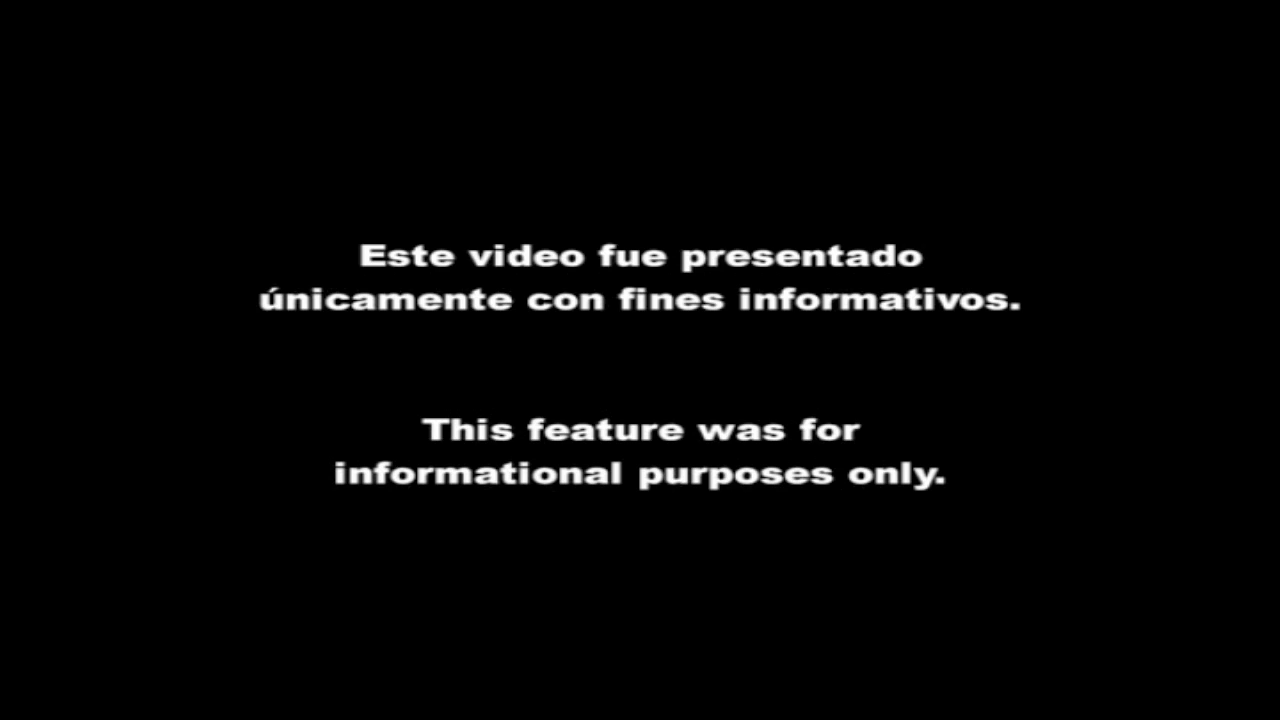 Este video fue presentado
únicamente con fines informativos.
This feature was for
informational purposes only.